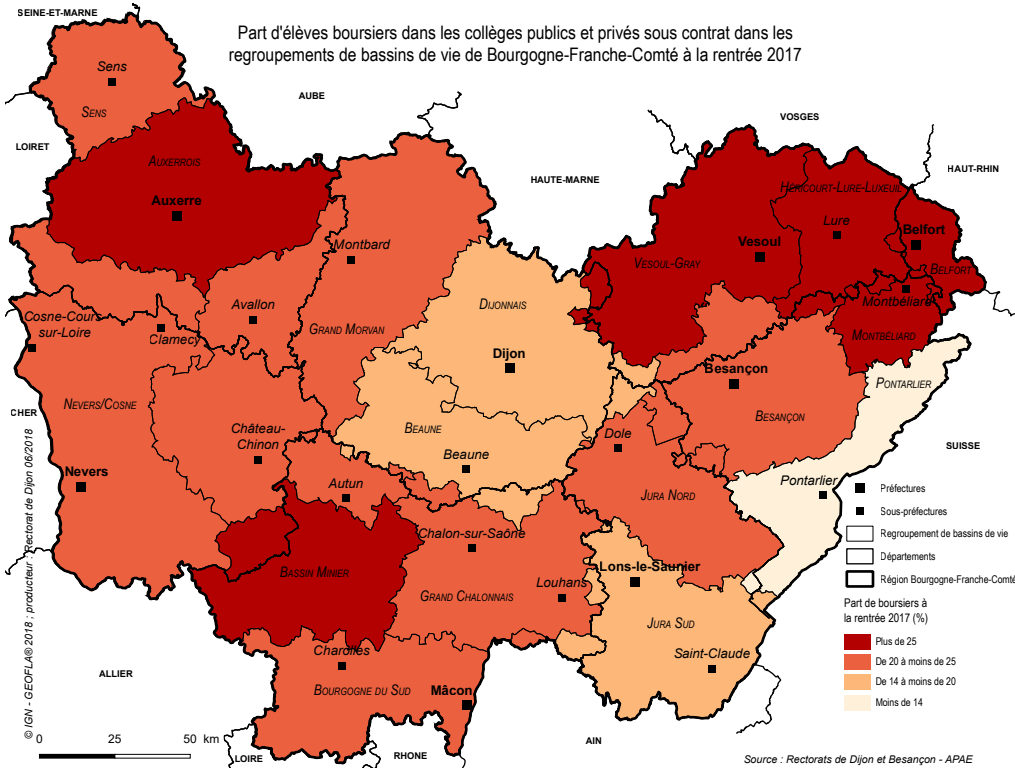 Part d'élèves boursiers dans les collèges publics et privés sous contrat dans les
regroupements de bassins de vie de Bourgogne-Franche-Comté à la rentrée 2017
SEINE-ET-MARNE
Sens
SENS
AUBE
LOIRET
VOSGES
AUXERROIS
HAUTE-MARNE
HAUT-RHIN
HÉRICOURT-LURE-LUXEUIL
Auxerre
Lure
Belfort
Montbard
Vesoul
VESOUL-GRAY
BELFORT
Avallon
DIJONNAIS
Montbéliard
Cosne-Cours
sur-Loire
Clamecy
GRAND MORVAN
MONTBÉLIARD
Dijon
Besançon
PONTARLIER
CHER
NEVERS/COSNE
BESANÇON
Château-
Chinon
BEAUNE
Dole
SUISSE
Beaune
Nevers
Autun
Pontarlier
JURA NORD
Chalon-sur-Saône
BASSIN MINIER
Lons-le-Saunier
GRAND CHALONNAIS
Louhans
JURA SUD
Charolles
Saint-Claude
ALLIER
BOURGOGNE DU SUD
Mâcon
AIN
LOIRE
RHONE
Préfectures
Sous-préfectures
Regroupement de bassins de vie
Départements
Région Bourgogne-Franche-Comté
Part de boursiers à
la rentrée 2017 (%)
Plus de 25
De 20 à moins de 25
De 14 à moins de 20
Moins de 14
0 25 50 km
© IGN - GEOFLA® 2018 ; producteur : Rectorat de Dijon 06/2018
Source : Rectorats de Dijon et Besançon - APAE